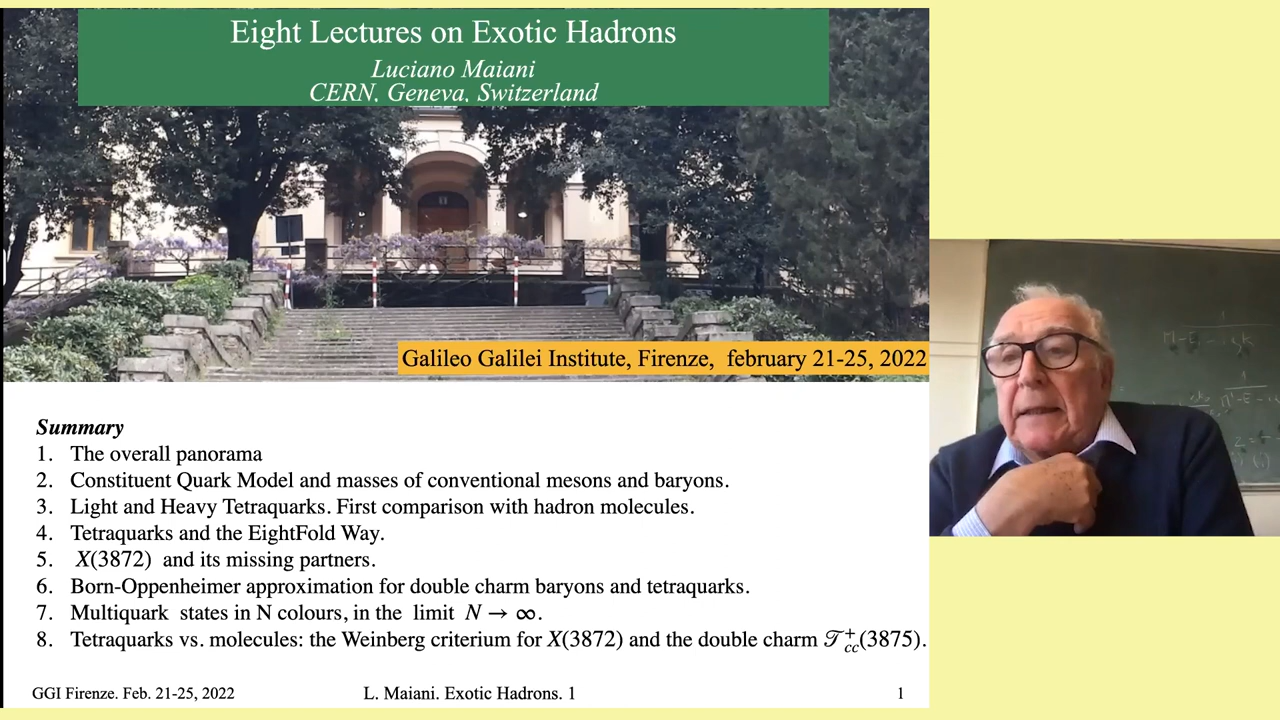 Eight Lectures on Exotic Hadrons
Luciano Maiani
CERN, Geneva, Switzerland
Galileo Galilei Institute, Firenze, february 21-25, 2022
Summary
1. The overall panorama
2. Constituent Quark Model and masses of conventional mesons and baryons.
3. Light and Heavy Tetraquarks. First comparison with hadron molecules.
4. Tetraquarks and the EightFold Way.
5. X(3872) and its missing partners.
6. Born-Oppenheimer approximation for double charm baryons and tetraquarks.
7. Multiquark states in N colours, in the limit N → ∞.
8. Tetraquarks vs. molecules: the Weinberg criterium for X(3872) and the double charm 𝒯⁺cc(3875).
GGI Firenze. Feb. 21-25, 2022
L. Maiani. Exotic Hadrons. 1
1